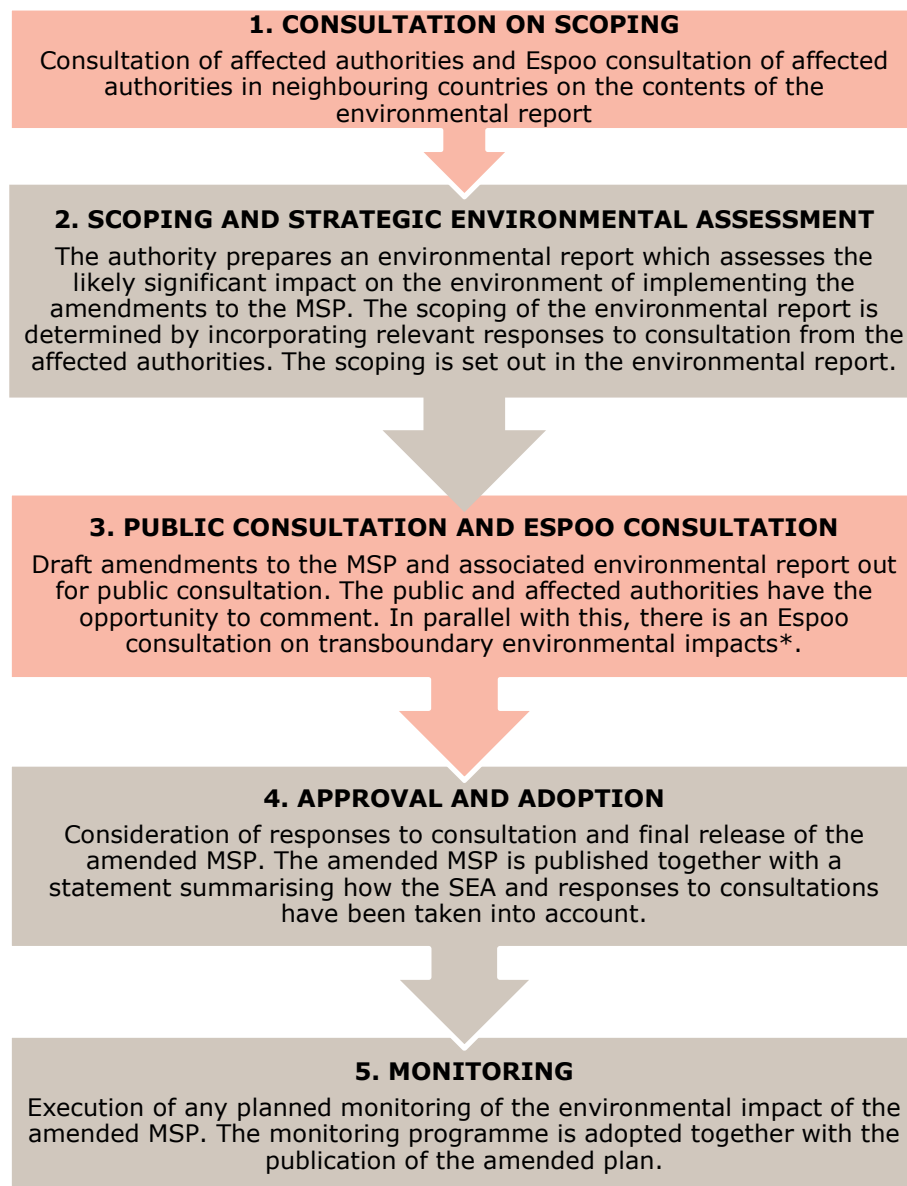 1. CONSULTATION ON SCOPING
Consultation of affected authorities and Espoo consultation of affected
authorities in neighbouring countries on the contents of the
environmental report
2. SCOPING AND STRATEGIC ENVIRONMENTAL ASSESSMENT
The authority prepares an environmental report which assesses the
likely significant impact on the environment of implementing the
amendments to the MSP. The scoping of the environmental report is
determined by incorporating relevant responses to consultation from the
affected authorities. The scoping is set out in the environmental report.
3. PUBLIC CONSULTATION AND ESPOO CONSULTATION
Draft amendments to the MSP and associated environmental report out
for public consultation. The public and affected authorities have the
opportunity to comment. In parallel with this, there is an Espoo
consultation on transboundary environmental impacts*.
4. APPROVAL AND ADOPTION
Consideration of responses to consultation and final release of the
amended MSP. The amended MSP is published together with a
statement summarising how the SEA and responses to consultations
have been taken into account.
5. MONITORING
Execution of any planned monitoring of the environmental impact of the
amended MSP. The monitoring programme is adopted together with the
publication of the amended plan.